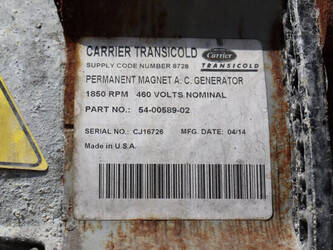 CARRIER TRANSICOLD
Carrier
TRANSICOLD
SUPPLY CODE NUMBER 8728
PERMANENT MAGNET A. C. GENERATOR
1850 RPM 460 VOLTS NOMINAL
PART NO.: 54-00589-02
SERIAL NO.: CJ16726 MFG. DATE: 04/14
Made in U.S.A.